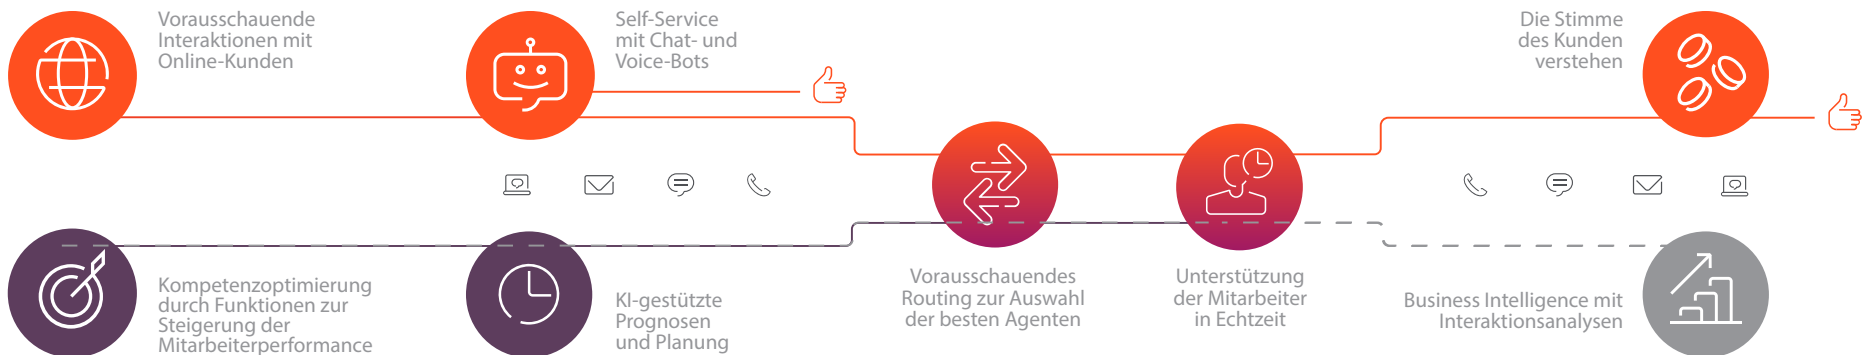 Vorausschauende
Interaktionen mit
Online-Kunden
Self-Service
mit Chat- und
Voice-Bots
Die Stimme
des Kunden
verstehen
Kompetenzoptimierung
durch Funktionen zur
Steigerung der
Mitarbeiterperformance
KI-gestützte
Prognosen
und Planung
Vorausschauendes
Routing zur Auswahl
der besten Agenten
Unterstützung
der Mitarbeiter
in Echtzeit
Business Intelligence mit
Interaktionsanalysen